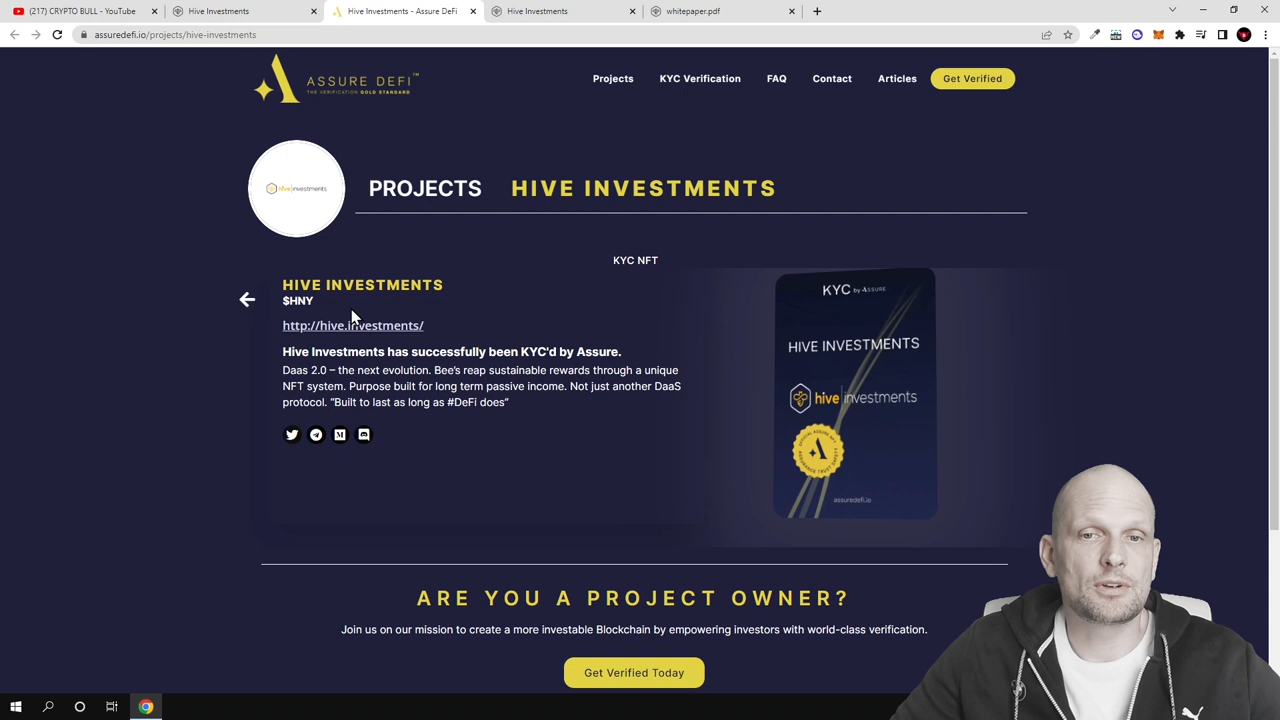 (217) CRYPTO BULL - YouTube
Hive Investments
Hive Investments - Assure DeFi
Hive Investments
whitepaper.pdf
assuredefi.io/projects/hive-investments
ASSURE DEFI™
THE VERIFICATION GOLD STANDARD
Projects
KYC Verification
FAQ
Contact
Articles
Get Verified
hive investments
PROJECTS HIVE INVESTMENTS
KYC NFT
HIVE INVESTMENTS
$HNY
http://hive.investments/
Hive Investments has successfully been KYC'd by Assure.
Daas 2.0 – the next evolution. Bee's reap sustainable rewards through a unique
NFT system. Purpose built for long term passive income. Not just another DaaS
protocol. "Built to last as long as #DeFi does"
KYC by ASSURE
HIVE INVESTMENTS
hive investments
assuredefi.io
ARE YOU A PROJECT OWNER?
Join us on our mission to create a more investable Blockchain by empowering investors with world-class verification.
Get Verified Today